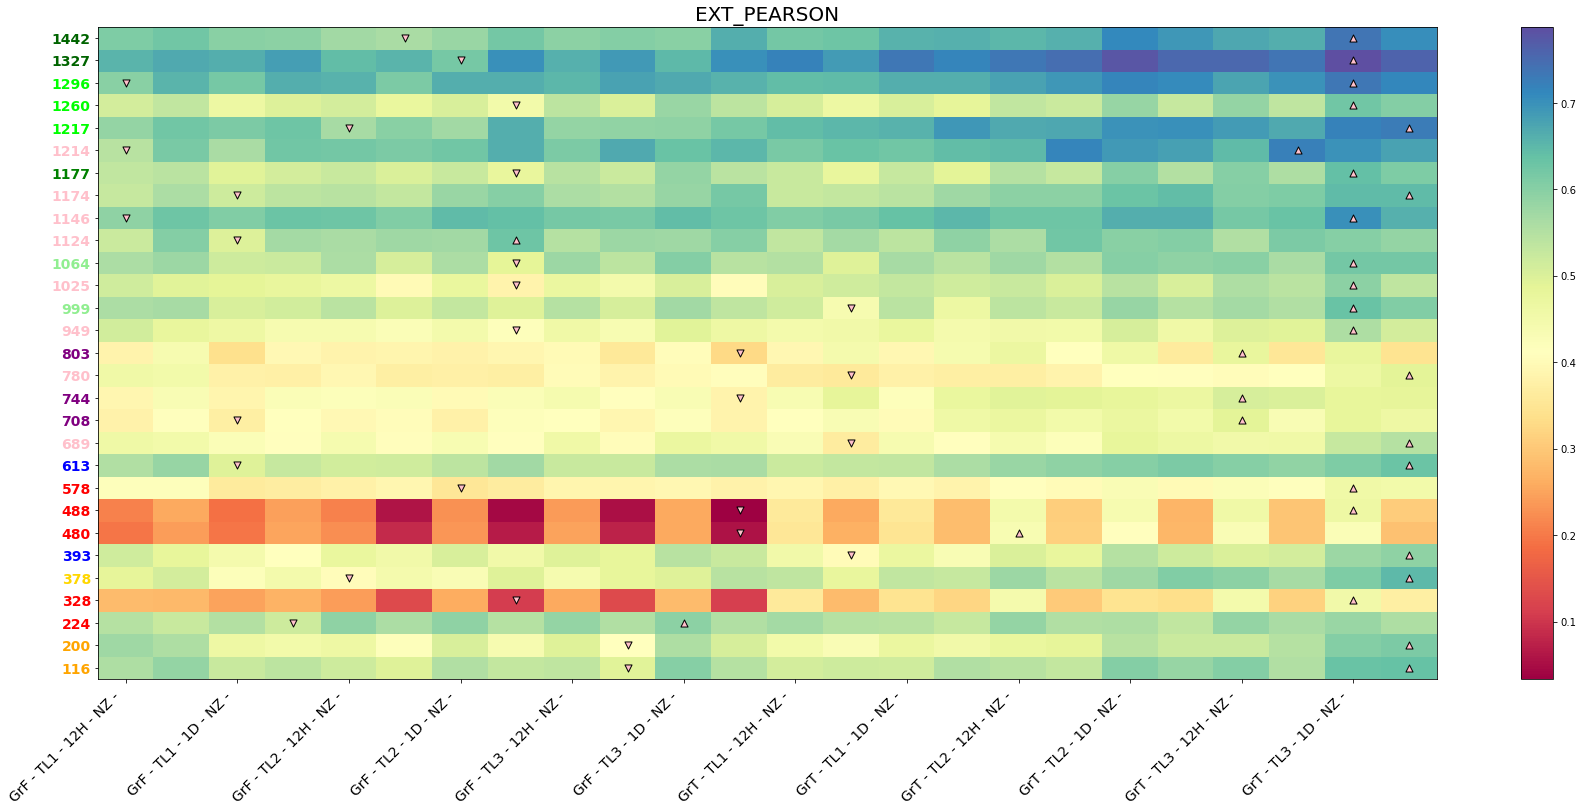 EXT_PEARSON
1442
1327
1296
1260
1217
1214
1177
1174
1146
1124
1064
1025
999
949
803
780
744
708
689
613
578
488
480
393
378
328
224
200
116
GrF - TL1 - 12H - NZ -
GrF - TL1 - 1D - NZ -
GrF - TL2 - 12H - NZ -
GrF - TL2 - 1D - NZ -
GrF - TL3 - 12H - NZ -
GrF - TL3 - 1D - NZ -
GrT - TL1 - 12H - NZ -
GrT - TL1 - 1D - NZ -
GrT - TL2 - 12H - NZ -
GrT - TL2 - 1D - NZ -
GrT - TL3 - 12H - NZ -
GrT - TL3 - 1D - NZ -
0.7
0.6
0.5
0.4
0.3
0.2
0.1